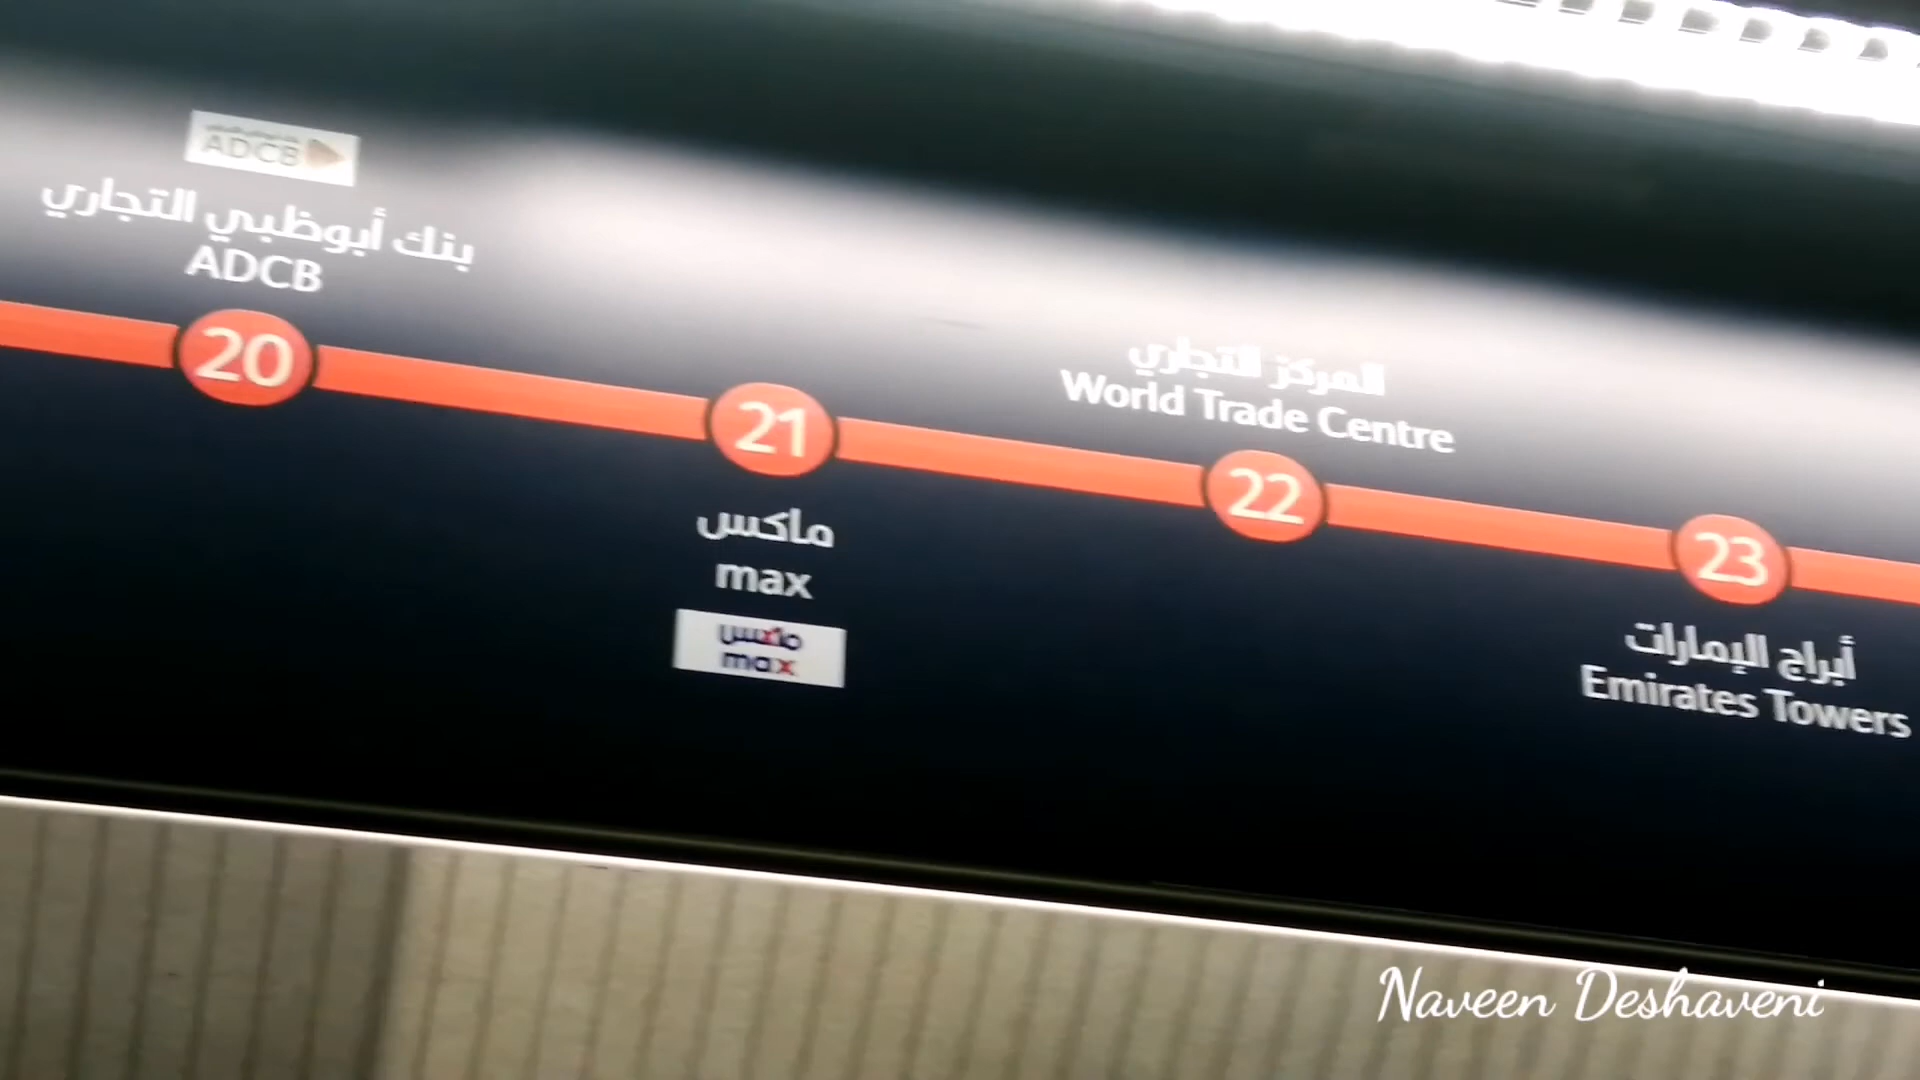 ADCB
بنك أبوظبي التجاري
ADCB
20
21
ماكس
max
ماكس
max
المركز التجاري
World Trade Centre
22
23
أبراج الإمارات
Emirates Towers
Naveen Deshaveni